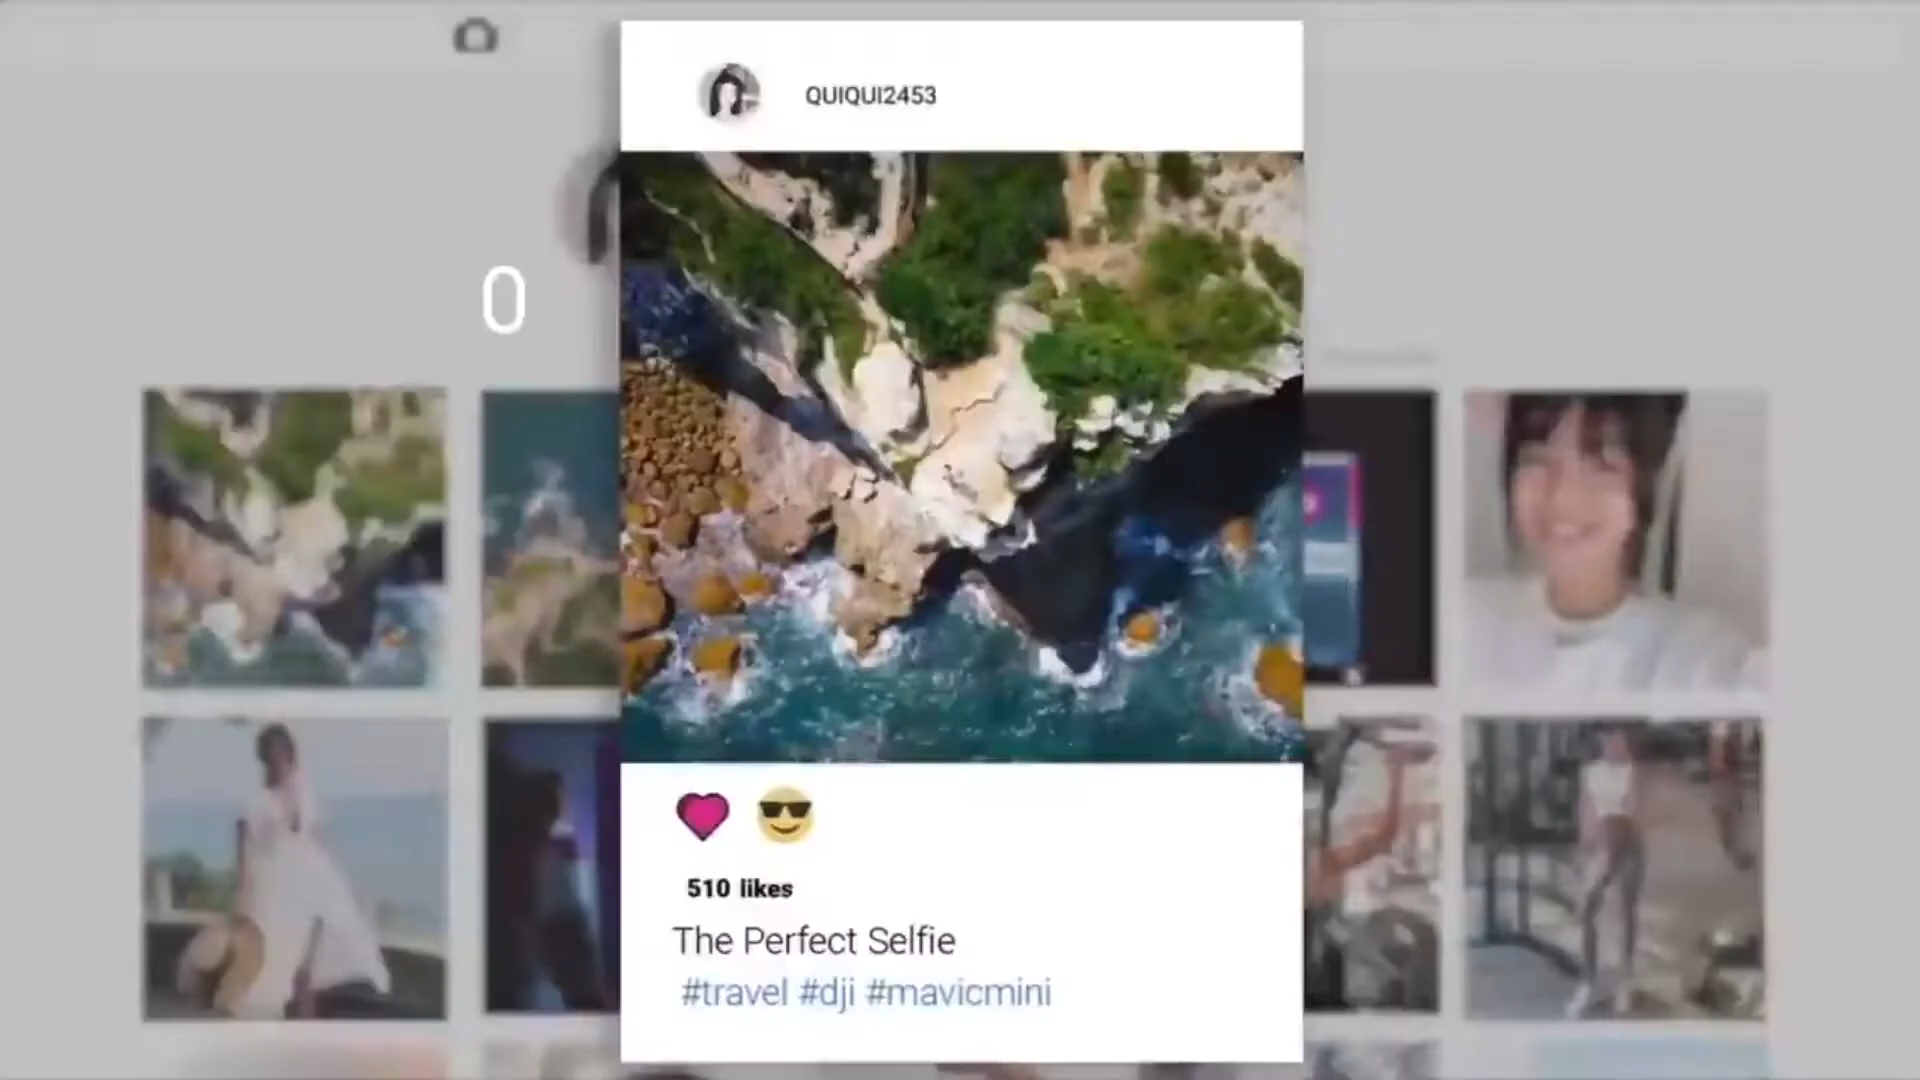 QUIQUI2453
0
510 likes
The Perfect Selfie
#travel #dji #mavicmini